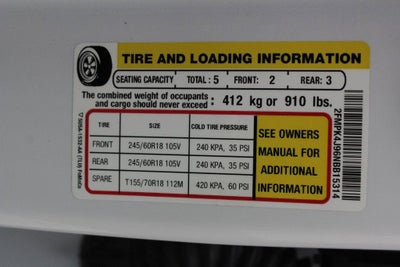 TIRE AND LOADING INFORMATION
SEATING CAPACITY TOTAL: 5 FRONT: 2 REAR: 3
The combined weight of occupants
and cargo should never exceed: 412 kg or 910 lbs.
TIRE SIZE COLD TIRE PRESSURE
FRONT 245/60R18 105V 240 KPA, 35 PSI
REAR 245/60R18 105V 240 KPA, 35 PSI
SPARE T155/70R18 112M 420 KPA, 60 PSI
SEE OWNERS
MANUAL FOR
ADDITIONAL
INFORMATION
2FMPK4J96NBB15314